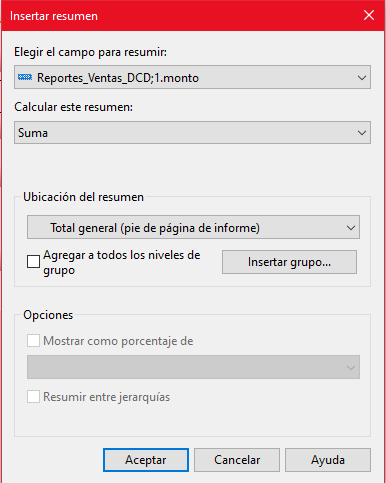 Insertar resumen
Elegir el campo para resumir:
Reportes_Ventas_DCD;1.monto
Calcular este resumen:
Suma
Ubicación del resumen
Total general (pie de página de informe)
Agregar a todos los niveles de
grupo
Insertar grupo...
Opciones
Mostrar como porcentaje de
Resumir entre jerarquías
Aceptar
Cancelar
Ayuda